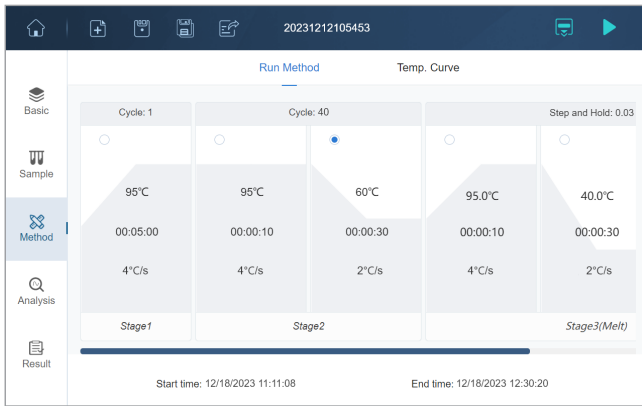 20231212105453
Run Method Temp. Curve
Basic
Sample
Method
Analysis
Result
Cycle: 1 Cycle: 40 Step and Hold: 0.03
95℃ 95℃ 60℃ 95.0℃ 40.0℃
00:05:00 00:00:10 00:00:30 00:00:10 00:00:30
4°C/s 4°C/s 2°C/s 4°C/s 2°C/s
Stage1 Stage2 Stage3(Melt)
Start time: 12/18/2023 11:11:08 End time: 12/18/2023 12:30:20